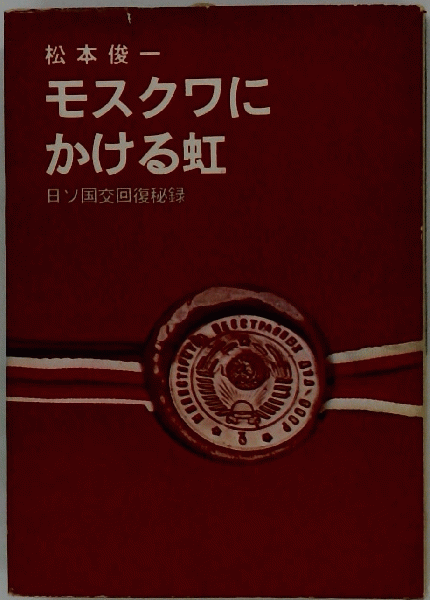 松本俊一
モスクワに
かける虹
日ソ国交回復秘録